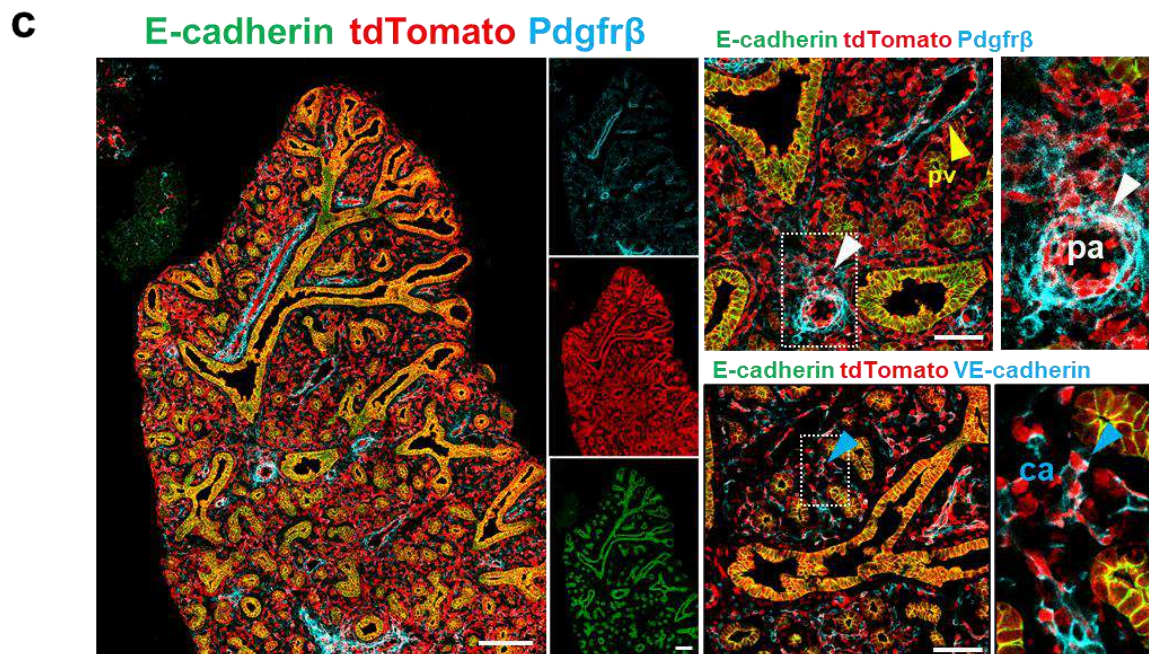 c
E-cadherin tdTomato Pdgfrβ
E-cadherin tdTomato Pdgfrβ
pv
pa
E-cadherin tdTomato VE-cadherin
ca